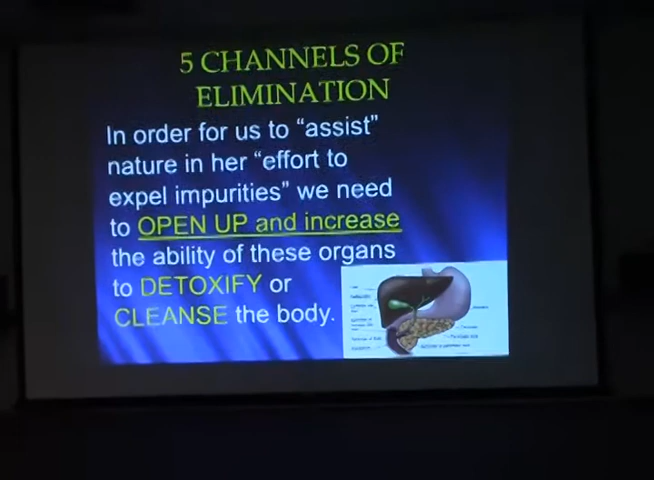 5 CHANNELS OF
ELIMINATION
In order for us to “assist”
nature in her “effort to
expel impurities” we need
to OPEN UP and increase
the ability of these organs
to DETOXIFY or
CLEANSE the body.